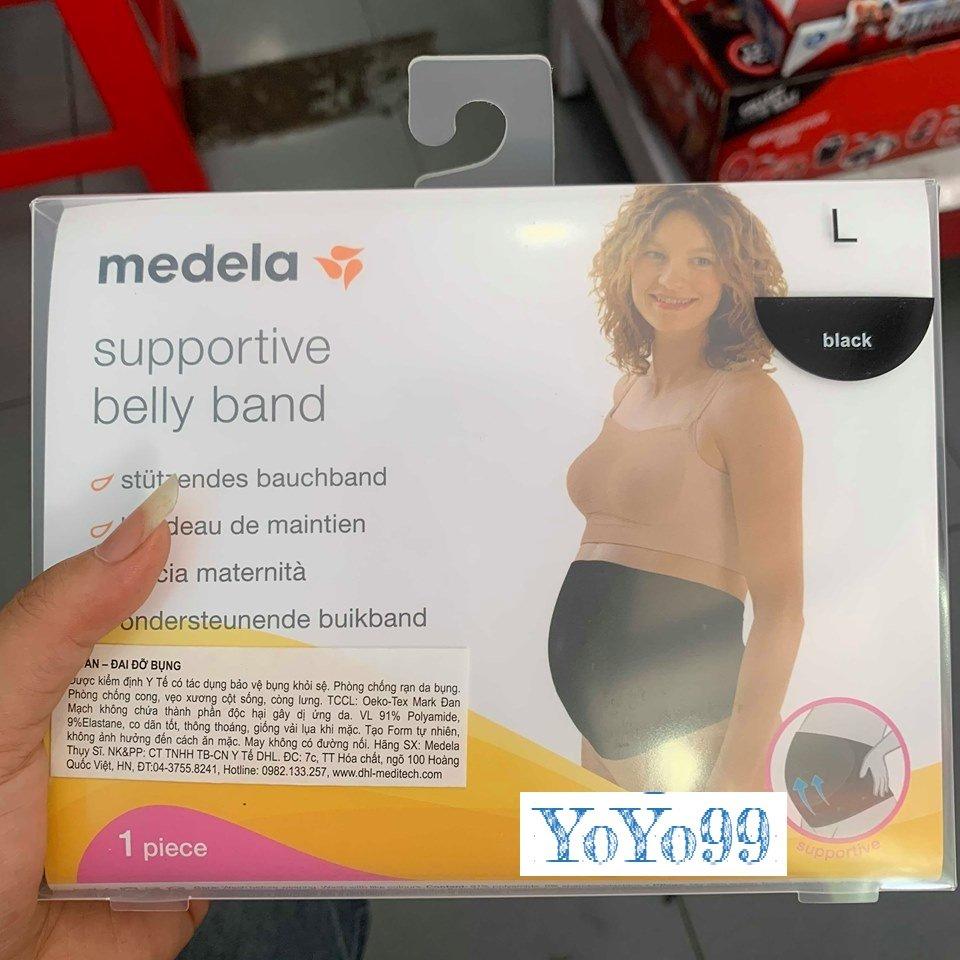 medela
L
black
supportive
belly band
stützendes bauchband
deau de maintien
cia maternità
ondersteunende buikband
ÁN – ĐAI ĐỠ BỤNG
Được kiểm định Y Tế có tác dụng bảo vệ bụng khỏi sệ. Phòng chống rạn da bụng.
Phòng chống cong, vẹo xương cột sống, còng lưng. TCCL: Oeko-Tex Mark Đan
Mạch không chứa thành phần độc hại gây dị ứng da. VL 91% Polyamide,
9%Elastane, co dãn tốt, thông thoáng, giống vải lụa khi mặc. Tạo Form tự nhiên,
không ảnh hưởng đến cách ăn mặc. May không có đường nối. Hãng SX: Medela
Thụy Sĩ. NK&PP: CT TNHH TB-CN Y TẾ DHL. ĐC: 7c, TT Hóa chất, ngõ 100 Hoàng
Quốc Việt, HN, ĐT:04-3755.8241, Hotline: 0982.133.257, www.dhl-meditech.com
supportive
1 piece
YoYo99